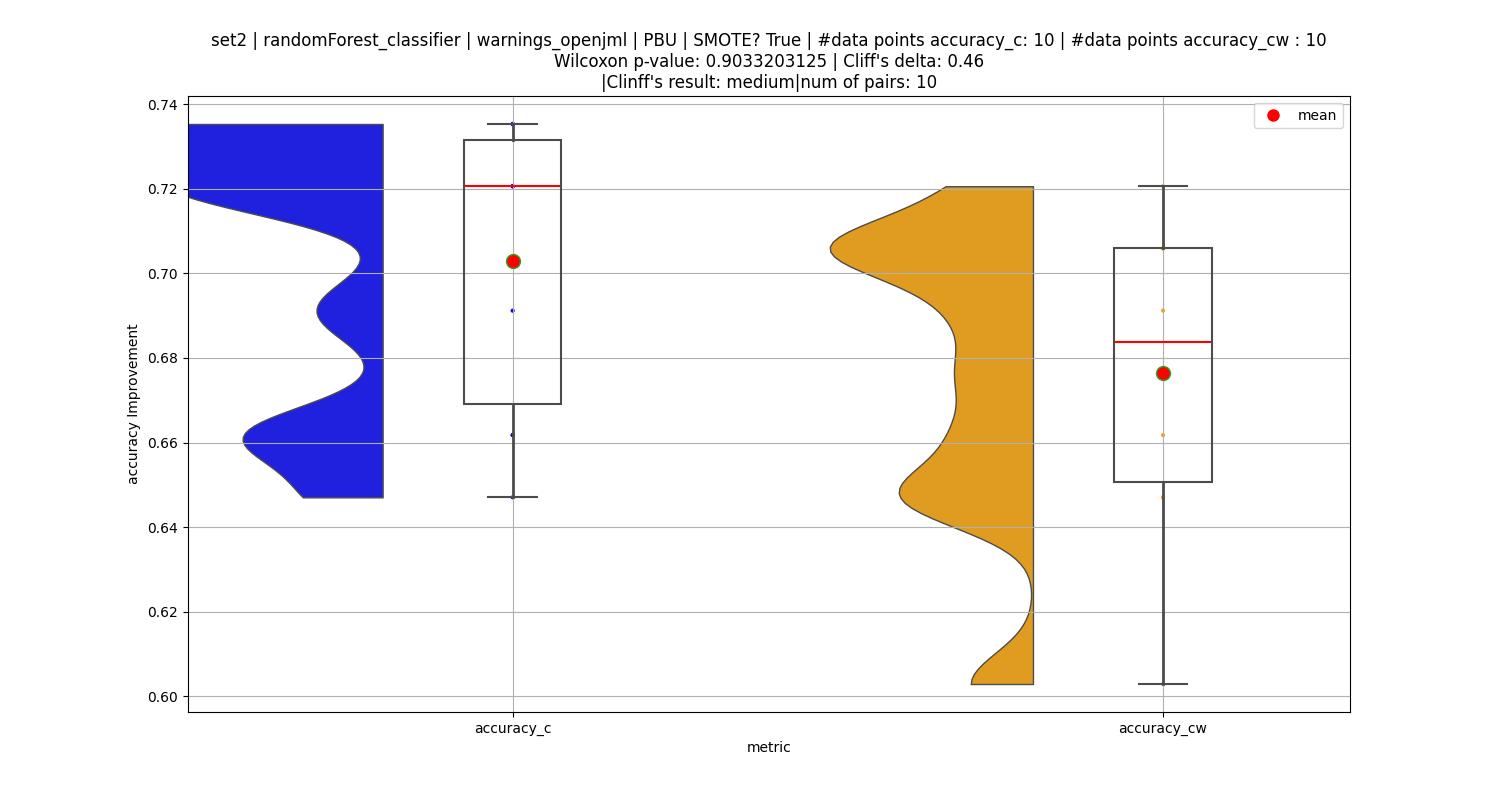 set2 | randomForest_classifier | warnings_openjml | PBU | SMOTE? True | #data points accuracy_c: 10 | #data points accuracy_cw : 10
Wilcoxon p-value: 0.9033203125 | Cliff's delta: 0.46
|Clinff's result: medium|num of pairs: 10
mean
0.74
0.72
0.70
0.68
0.66
0.64
0.62
0.60
accuracy Improvement
accuracy_c
accuracy_cw
metric